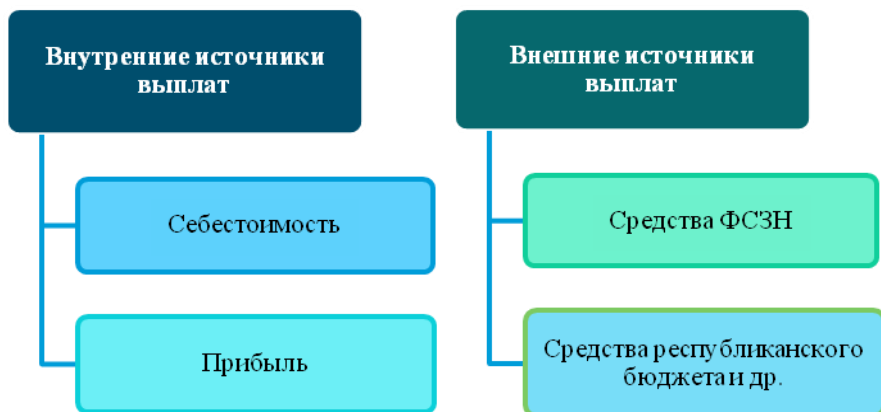 Внутренние источники
выплат
Себестоимость
Прибыль
Внешние источники
выплат
Средства ФСЗН
Средства республиканского
бюджета и др.